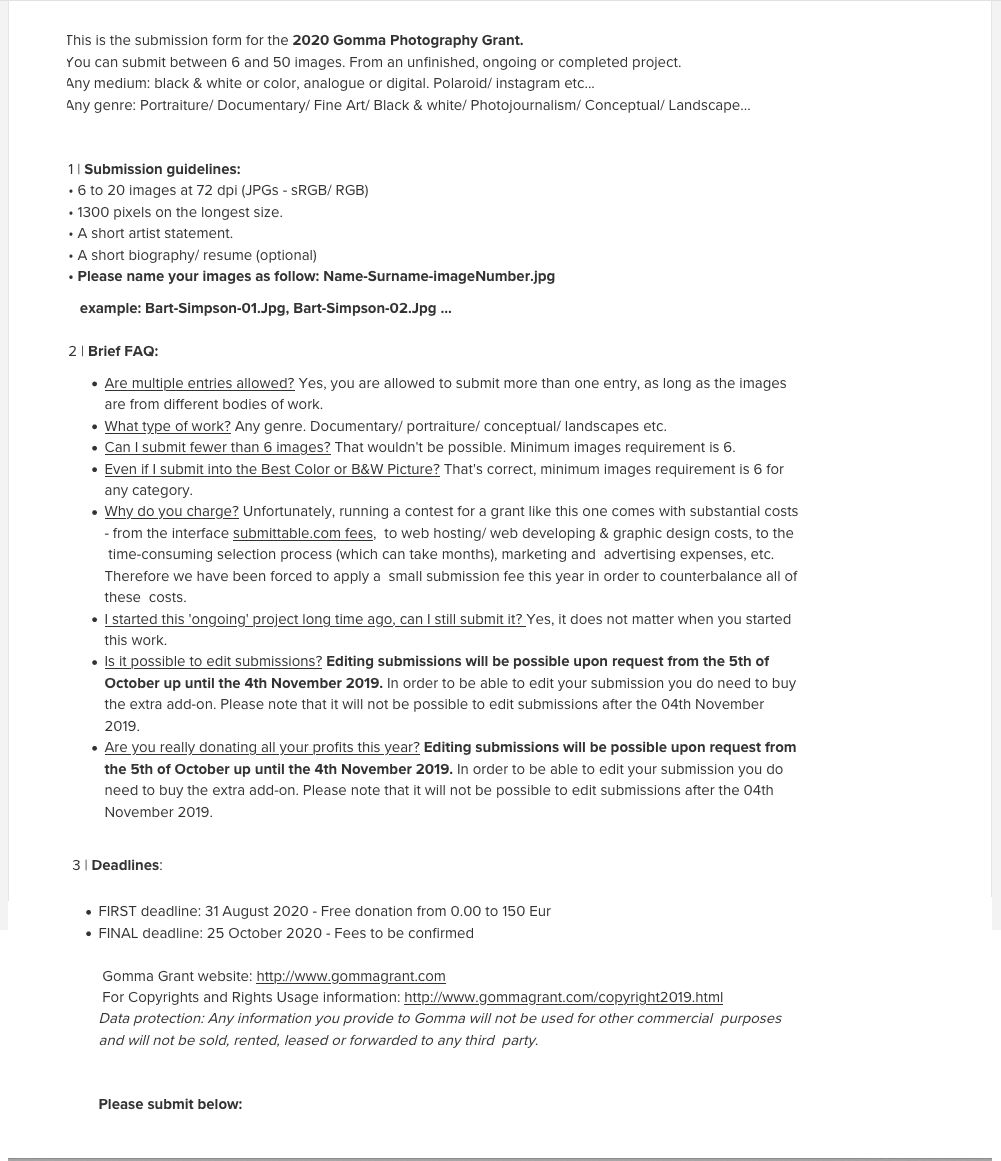 This is the submission form for the 2020 Gomma Photography Grant.
You can submit between 6 and 50 images. From an unfinished, ongoing or completed project.
Any medium: black & white or color, analogue or digital. Polaroid/ instagram etc...
Any genre: Portraiture/ Documentary/ Fine Art/ Black & white/ Photojournalism/ Conceptual/ Landscape...
1 | Submission guidelines:
• 6 to 20 images at 72 dpi (JPGs - sRGB/ RGB)
• 1300 pixels on the longest size.
• A short artist statement.
• A short biography/ resume (optional)
• Please name your images as follow: Name-Surname-imageNumber.jpg
example: Bart-Simpson-01.Jpg, Bart-Simpson-02.Jpg ...
2 | Brief FAQ:
• Are multiple entries allowed? Yes, you are allowed to submit more than one entry, as long as the images
are from different bodies of work.
• What type of work? Any genre. Documentary/ portraiture/ conceptual/ landscapes etc.
• Can I submit fewer than 6 images? That wouldn't be possible. Minimum images requirement is 6.
• Even if I submit into the Best Color or B&W Picture? That's correct, minimum images requirement is 6 for
any category.
• Why do you charge? Unfortunately, running a contest for a grant like this one comes with substantial costs
- from the interface submittable.com fees, to web hosting/ web developing & graphic design costs, to the
time-consuming selection process (which can take months), marketing and advertising expenses, etc.
Therefore we have been forced to apply a small submission fee this year in order to counterbalance all of
these costs.
• I started this 'ongoing' project long time ago, can I still submit it? Yes, it does not matter when you started
this work.
• Is it possible to edit submissions? Editing submissions will be possible upon request from the 5th of
October up until the 4th November 2019. In order to be able to edit your submission you do need to buy
the extra add-on. Please note that it will not be possible to edit submissions after the 04th November
2019.
• Are you really donating all your profits this year? Editing submissions will be possible upon request from
the 5th of October up until the 4th November 2019. In order to be able to edit your submission you do
need to buy the extra add-on. Please note that it will not be possible to edit submissions after the 04th
November 2019.
3 | Deadlines:
• FIRST deadline: 31 August 2020 - Free donation from 0.00 to 150 Eur
• FINAL deadline: 25 October 2020 - Fees to be confirmed
Gomma Grant website: http://www.gommagrant.com
For Copyrights and Rights Usage information: http://www.gommagrant.com/copyright2019.html
Data protection: Any information you provide to Gomma will not be used for other commercial purposes
and will not be sold, rented, leased or forwarded to any third party.
Please submit below: